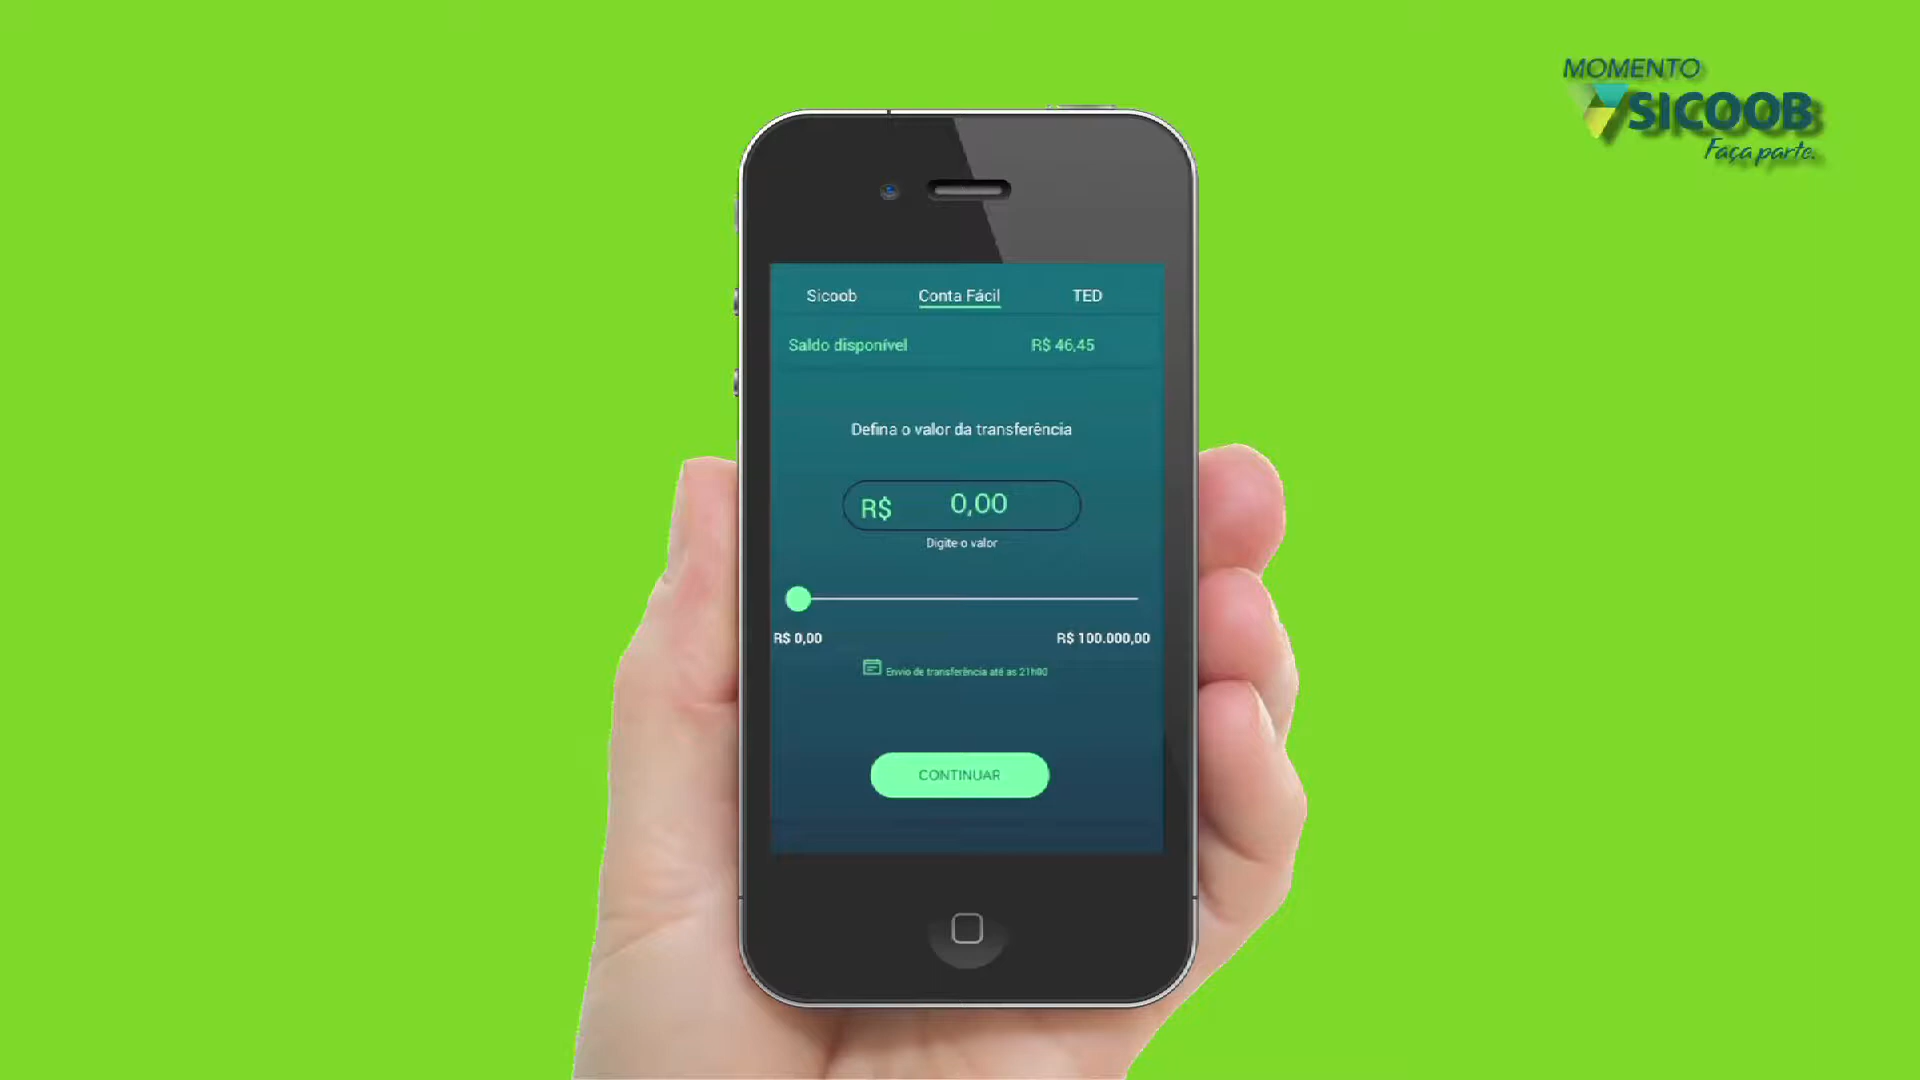 MOMENTO
SICOOB
Faça parte.
Sicoob Conta Fácil TED
Saldo disponível R$ 46,45
Defina o valor da transferência
R$ 0,00
Digite o valor
R$ 0,00 R$ 100.000,00
Envio de transferência até as 21h00
CONTINUAR